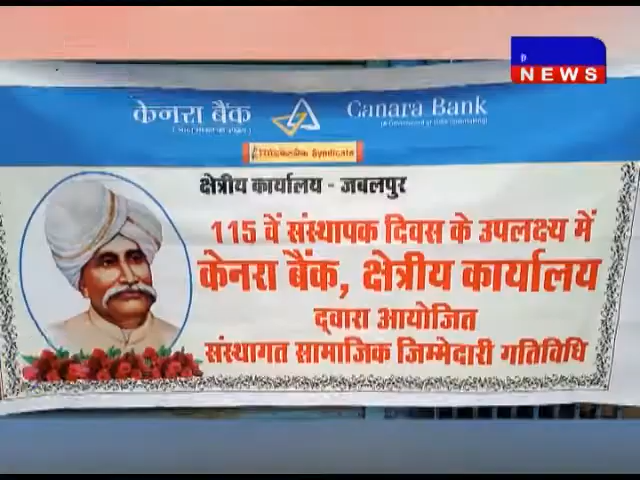 NEWS
केनरा बैंक Canara Bank
Syndicate
क्षेत्रीय कार्यालय - जबलपुर
115 वें संस्थापक दिवस के उपलक्ष्य में
केनरा बैंक, क्षेत्रीय कार्यालय
द्वारा आयोजित
संस्थागत सामाजिक जिम्मेदारी गतिविधि